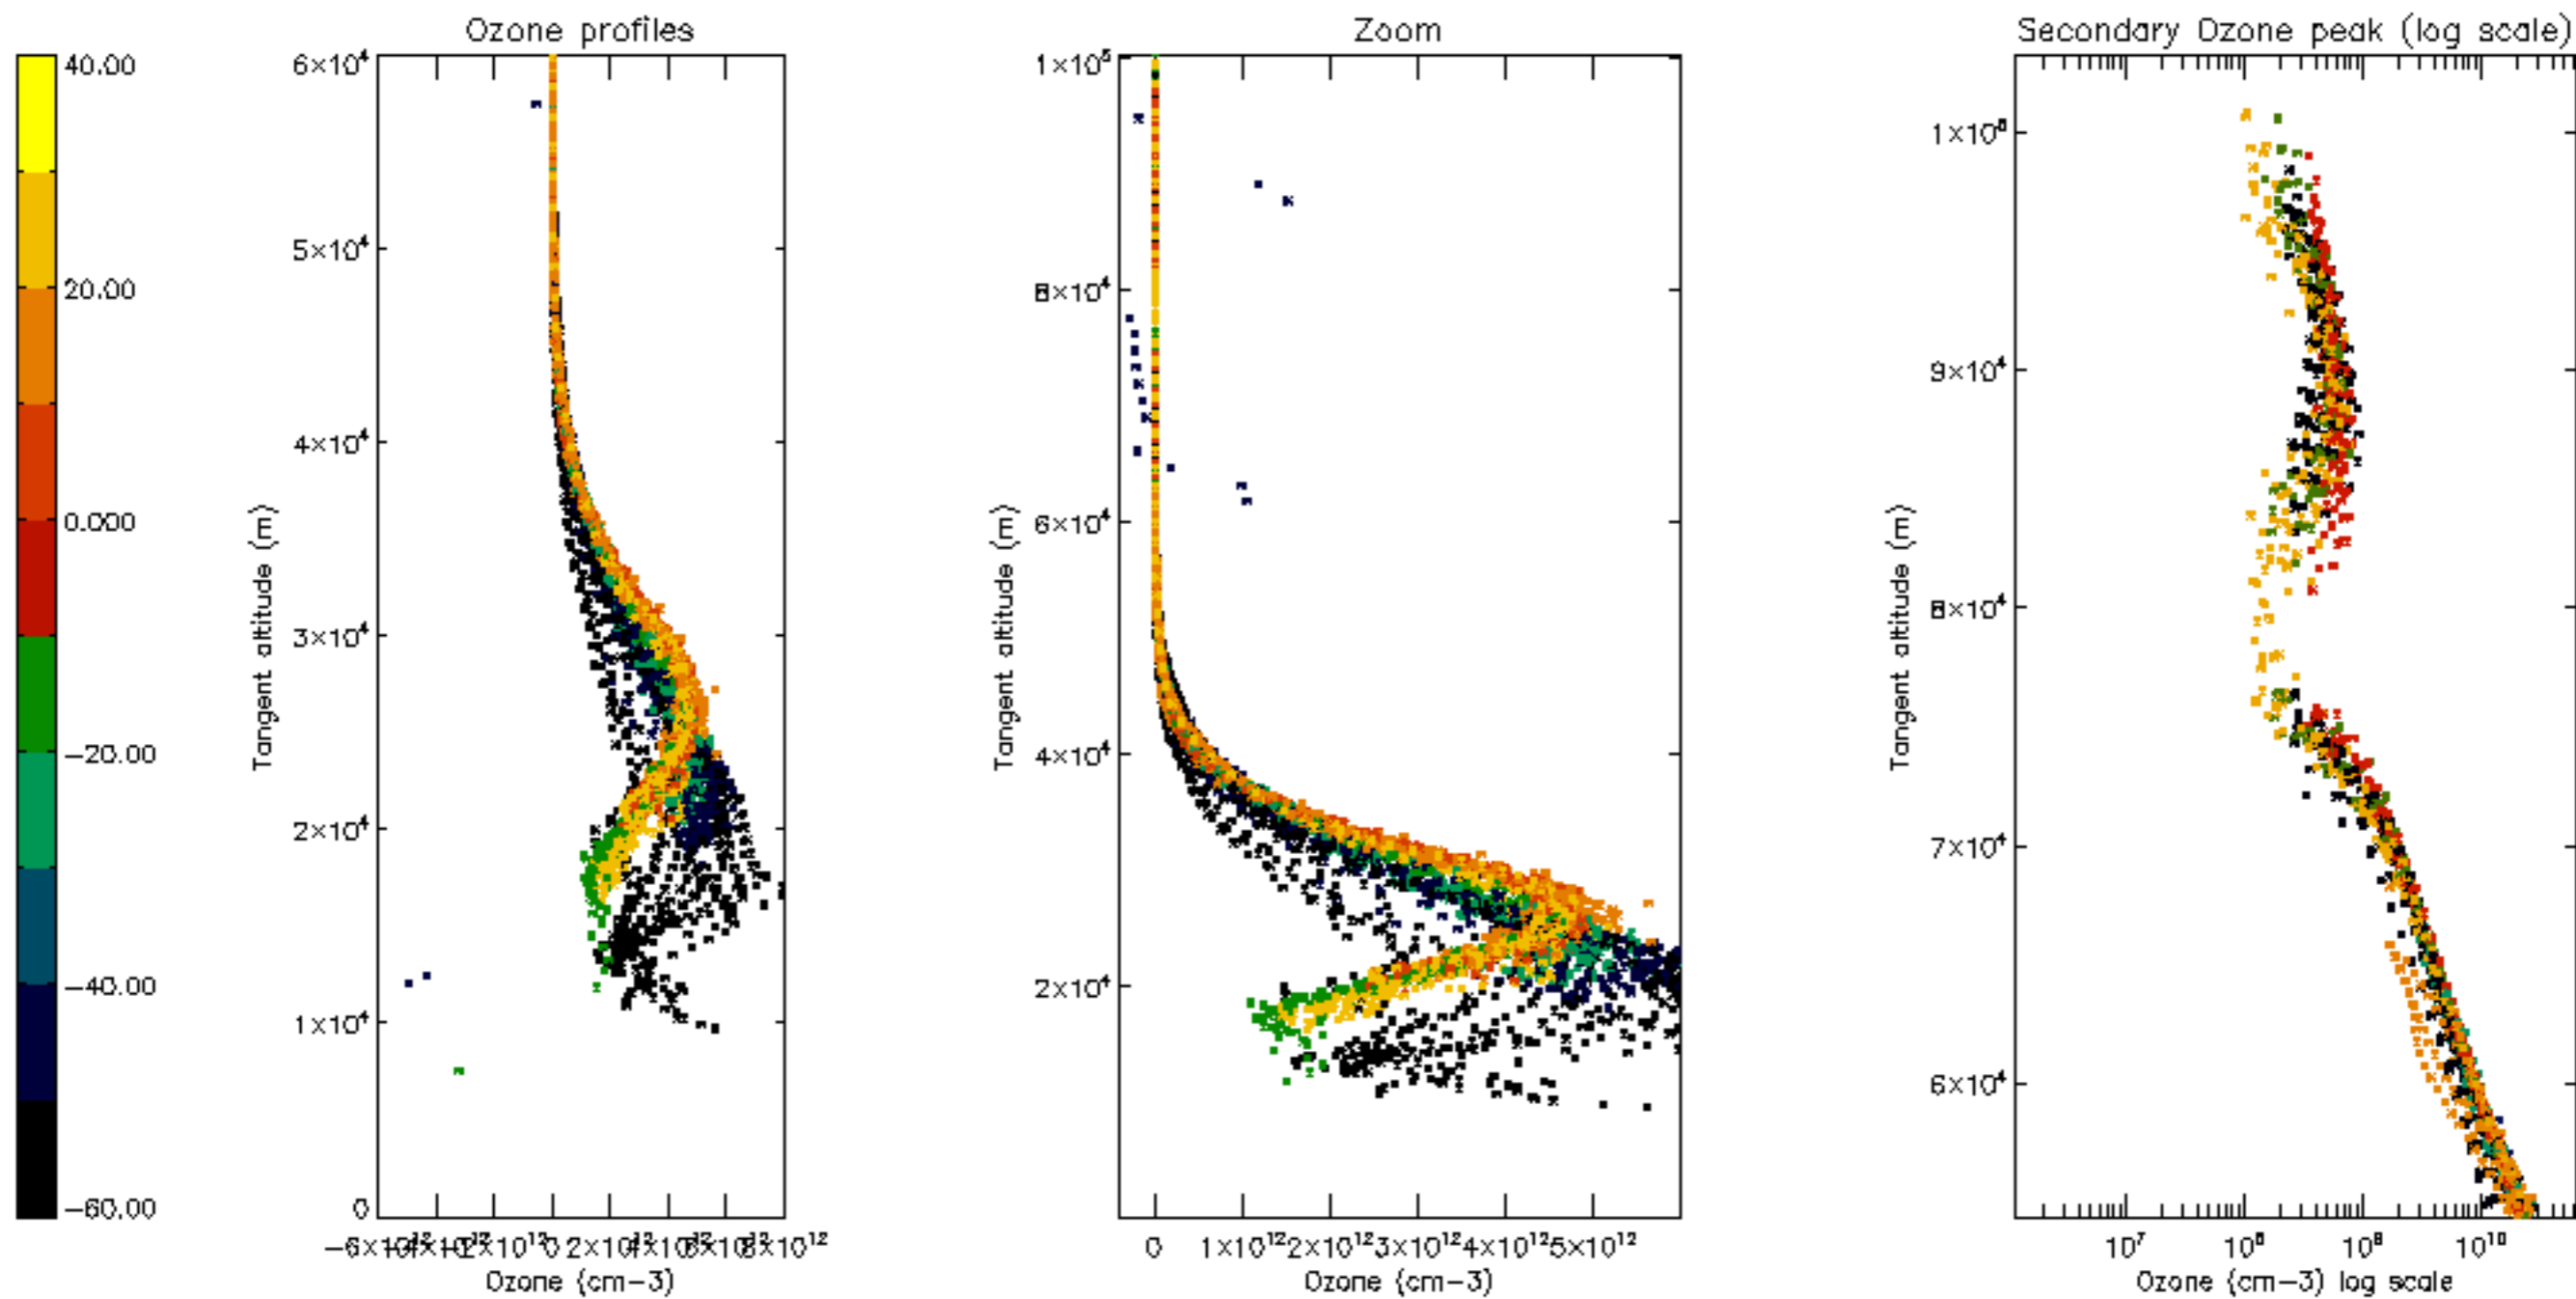 Ozone profiles
Zoom
Secondary Ozone peak (log scale)
40.00
20.00
0.000
−20.00
−40.00
−60.00
6×10⁴
5×10⁴
4×10⁴
3×10⁴
2×10⁴
1×10⁴
0
Tangent altitude (m)
0
Ozone (cm−3)
1×10⁵
8×10⁴
6×10⁴
4×10⁴
2×10⁴
Tangent altitude (m)
0 1×10¹² 2×10¹² 3×10¹² 4×10¹² 5×10¹²
Ozone (cm−3)
9×10⁴
8×10⁴
7×10⁴
6×10⁴
Tangent altitude (m)
10⁷ 10⁸ 10⁹ 10¹⁰
Ozone (cm−3) log scale